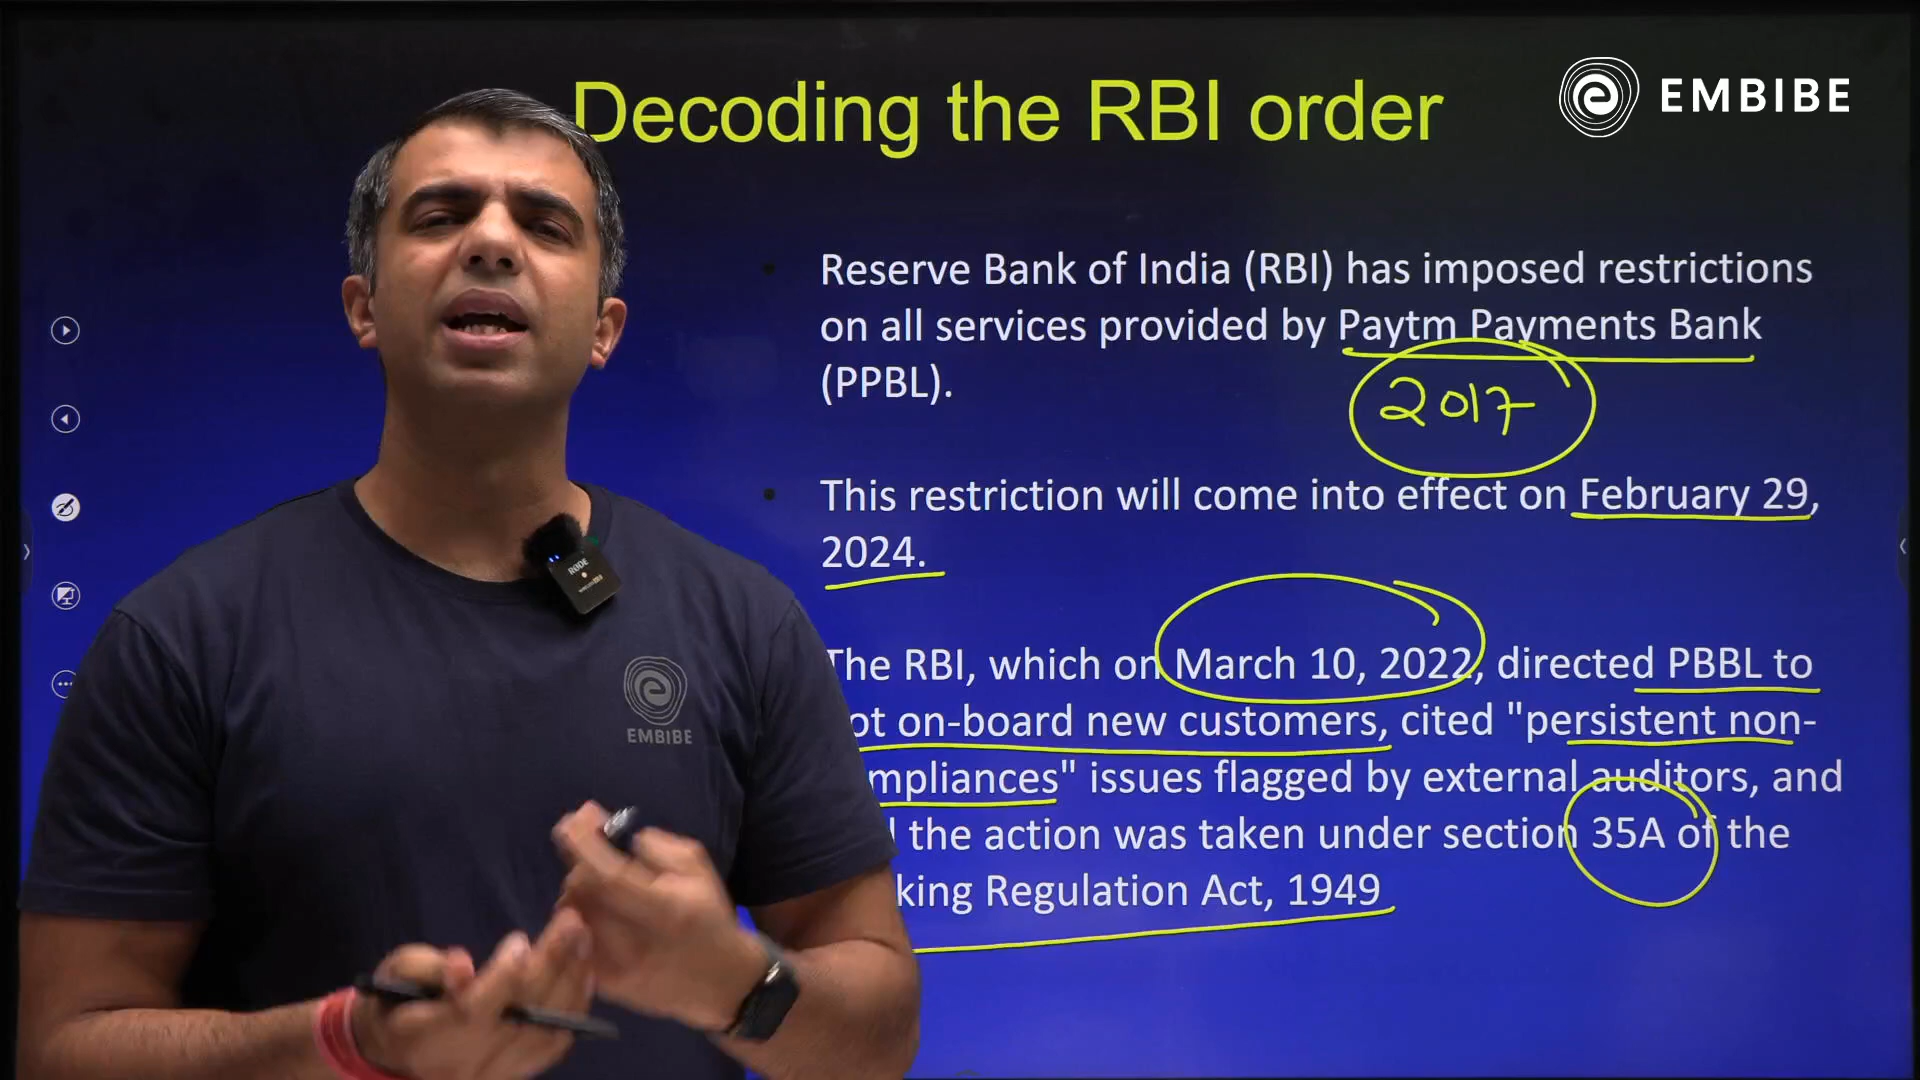 Decoding the RBI order
EMBIBE
Reserve Bank of India (RBI) has imposed restrictions
on all services provided by Paytm Payments Bank
(PPBL).
2017
This restriction will come into effect on February 29,
2024.
The RBI, which on March 10, 2022, directed PBBL to
ot on-board new customers, cited "persistent non-
mpliances" issues flagged by external auditors, and
the action was taken under section 35A of the
king Regulation Act, 1949
RODE
EMBIBE